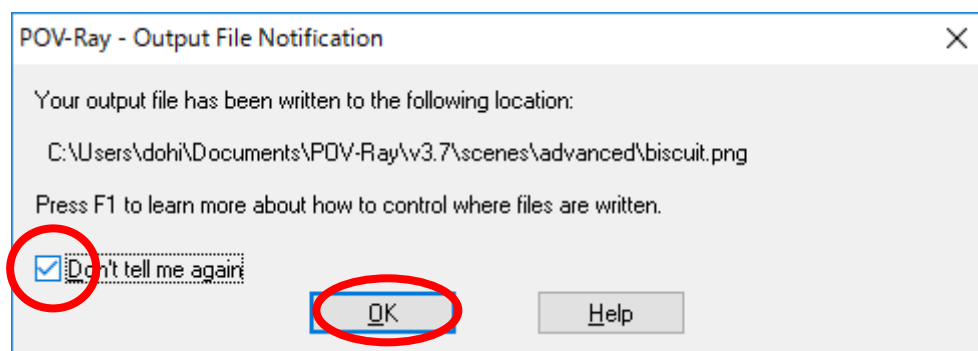 POV-Ray - Output File Notification
Your output file has been written to the following location:
C:\Users\dohi\Documents\POV-Ray\v3.7\scenes\advanced\biscuit.png
Press F1 to learn more about how to control where files are written.
Don't tell me again
OK
Help